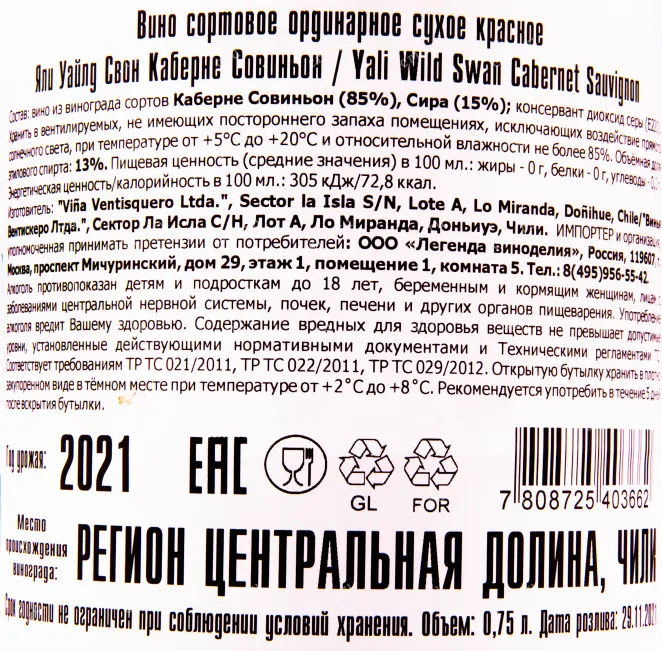 Вино сортовое ординарное сухое красное
Яли Уайлд Свон Каберне Совиньон / Yali Wild Swan Cabernet Sauvignon
Состав: вино из винограда сортов Каберне Совиньон (85%), Сира (15%); консервант диоксид серы (E220
Хранить в вентилируемых, не имеющих постороннего запаха помещениях, исключающих воздействие прямого
солнечного света, при температуре от +5°С до +20°С и относительной влажности не более 85%. Объёмная доля
этилового спирта: 13%. Пищевая ценность (средние значения) в 100 мл.: жиры - 0 г, белки - 0 г, углеводы -
Энергетическая ценность/калорийность в 100 мл.: 305 кДж/72,8 ккал.
Изготовитель: "Viña Ventisquero Ltda.", Sector la Isla S/N, Lote A, Lo Miranda, Doñihue, Chile/"Винья
Вентискеро Лтда.", Сектор Ла Исла С/Н, Лот А, Ло Миранда, Доньиуэ, Чили. ИМПОРТЕР и организация,
уполномоченная принимать претензии от потребителей: ООО «Легенда виноделия», Россия, 119607, г.
Москва, проспект Мичуринский, дом 29, этаж 1, помещение 1, комната 5. Тел.: 8(495)956-55-42.
Алкоголь противопоказан детям и подросткам до 18 лет, беременным и кормящим женщинам, лицам с
заболеваниями центральной нервной системы, почек, печени и других органов пищеварения. Употребление
алкоголя вредит Вашему здоровью. Содержание вредных для здоровья веществ не превышает допустимые
уровни, установленные действующими нормативными документами и Техническими регламентами
Соответствует требованиям ТР ТС 021/2011, ТР ТС 022/2011, ТР ТС 029/2012. Открытую бутылку хранить в плотно
закупоренном виде в тёмном месте при температуре от +2˚С до +8°С. Рекомендуется употребить в течение 5 дней
после вскрытия бутылки.
Год урожая: 2021 ЕАС
GL FOR
7 808725 403662
Место происхождения винограда: РЕГИОН ЦЕНТРАЛЬНАЯ ДОЛИНА, ЧИЛИ
Срок годности не ограничен при соблюдении условий хранения. Объем: 0,75 л. Дата розлива: 29.11.2021